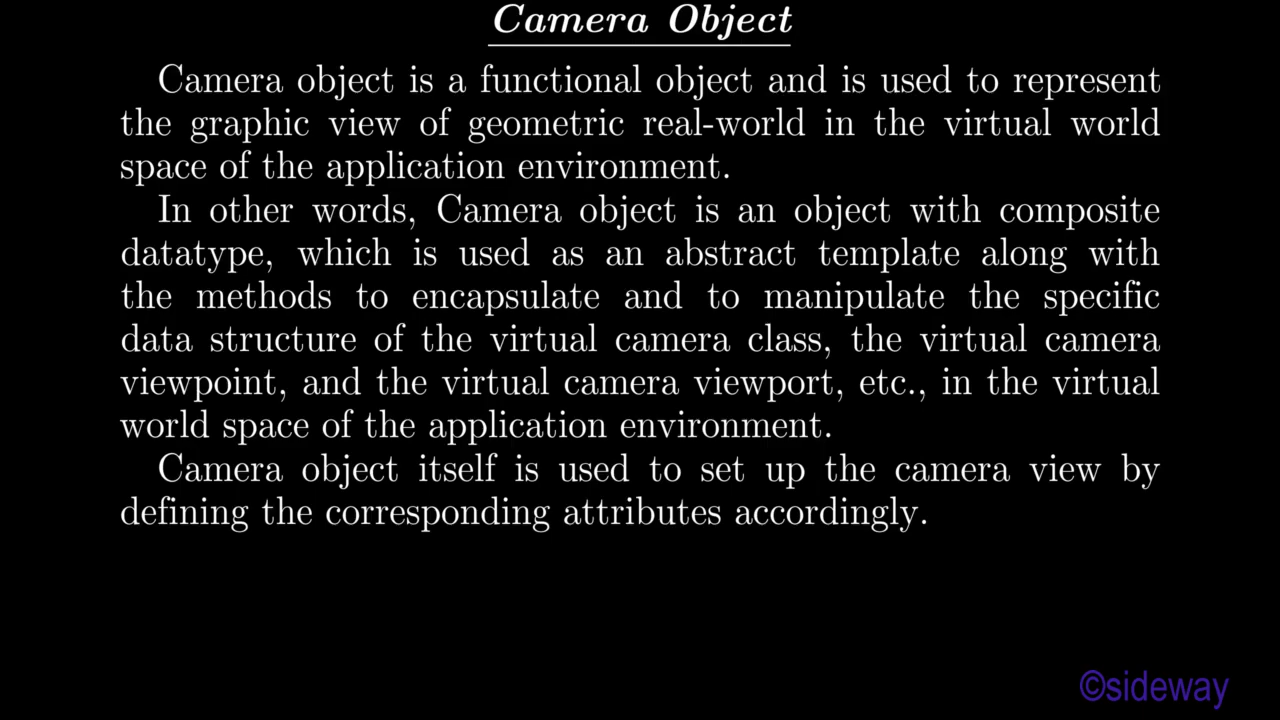 Camera Object
Camera object is a functional object and is used to represent
the graphic view of geometric real-world in the virtual world
space of the application environment.
In other words, Camera object is an object with composite
datatype, which is used as an abstract template along with
the methods to encapsulate and to manipulate the specific
data structure of the virtual camera class, the virtual camera
viewpoint, and the virtual camera viewport, etc., in the virtual
world space of the application environment.
Camera object itself is used to set up the camera view by
defining the corresponding attributes accordingly.
©sideway